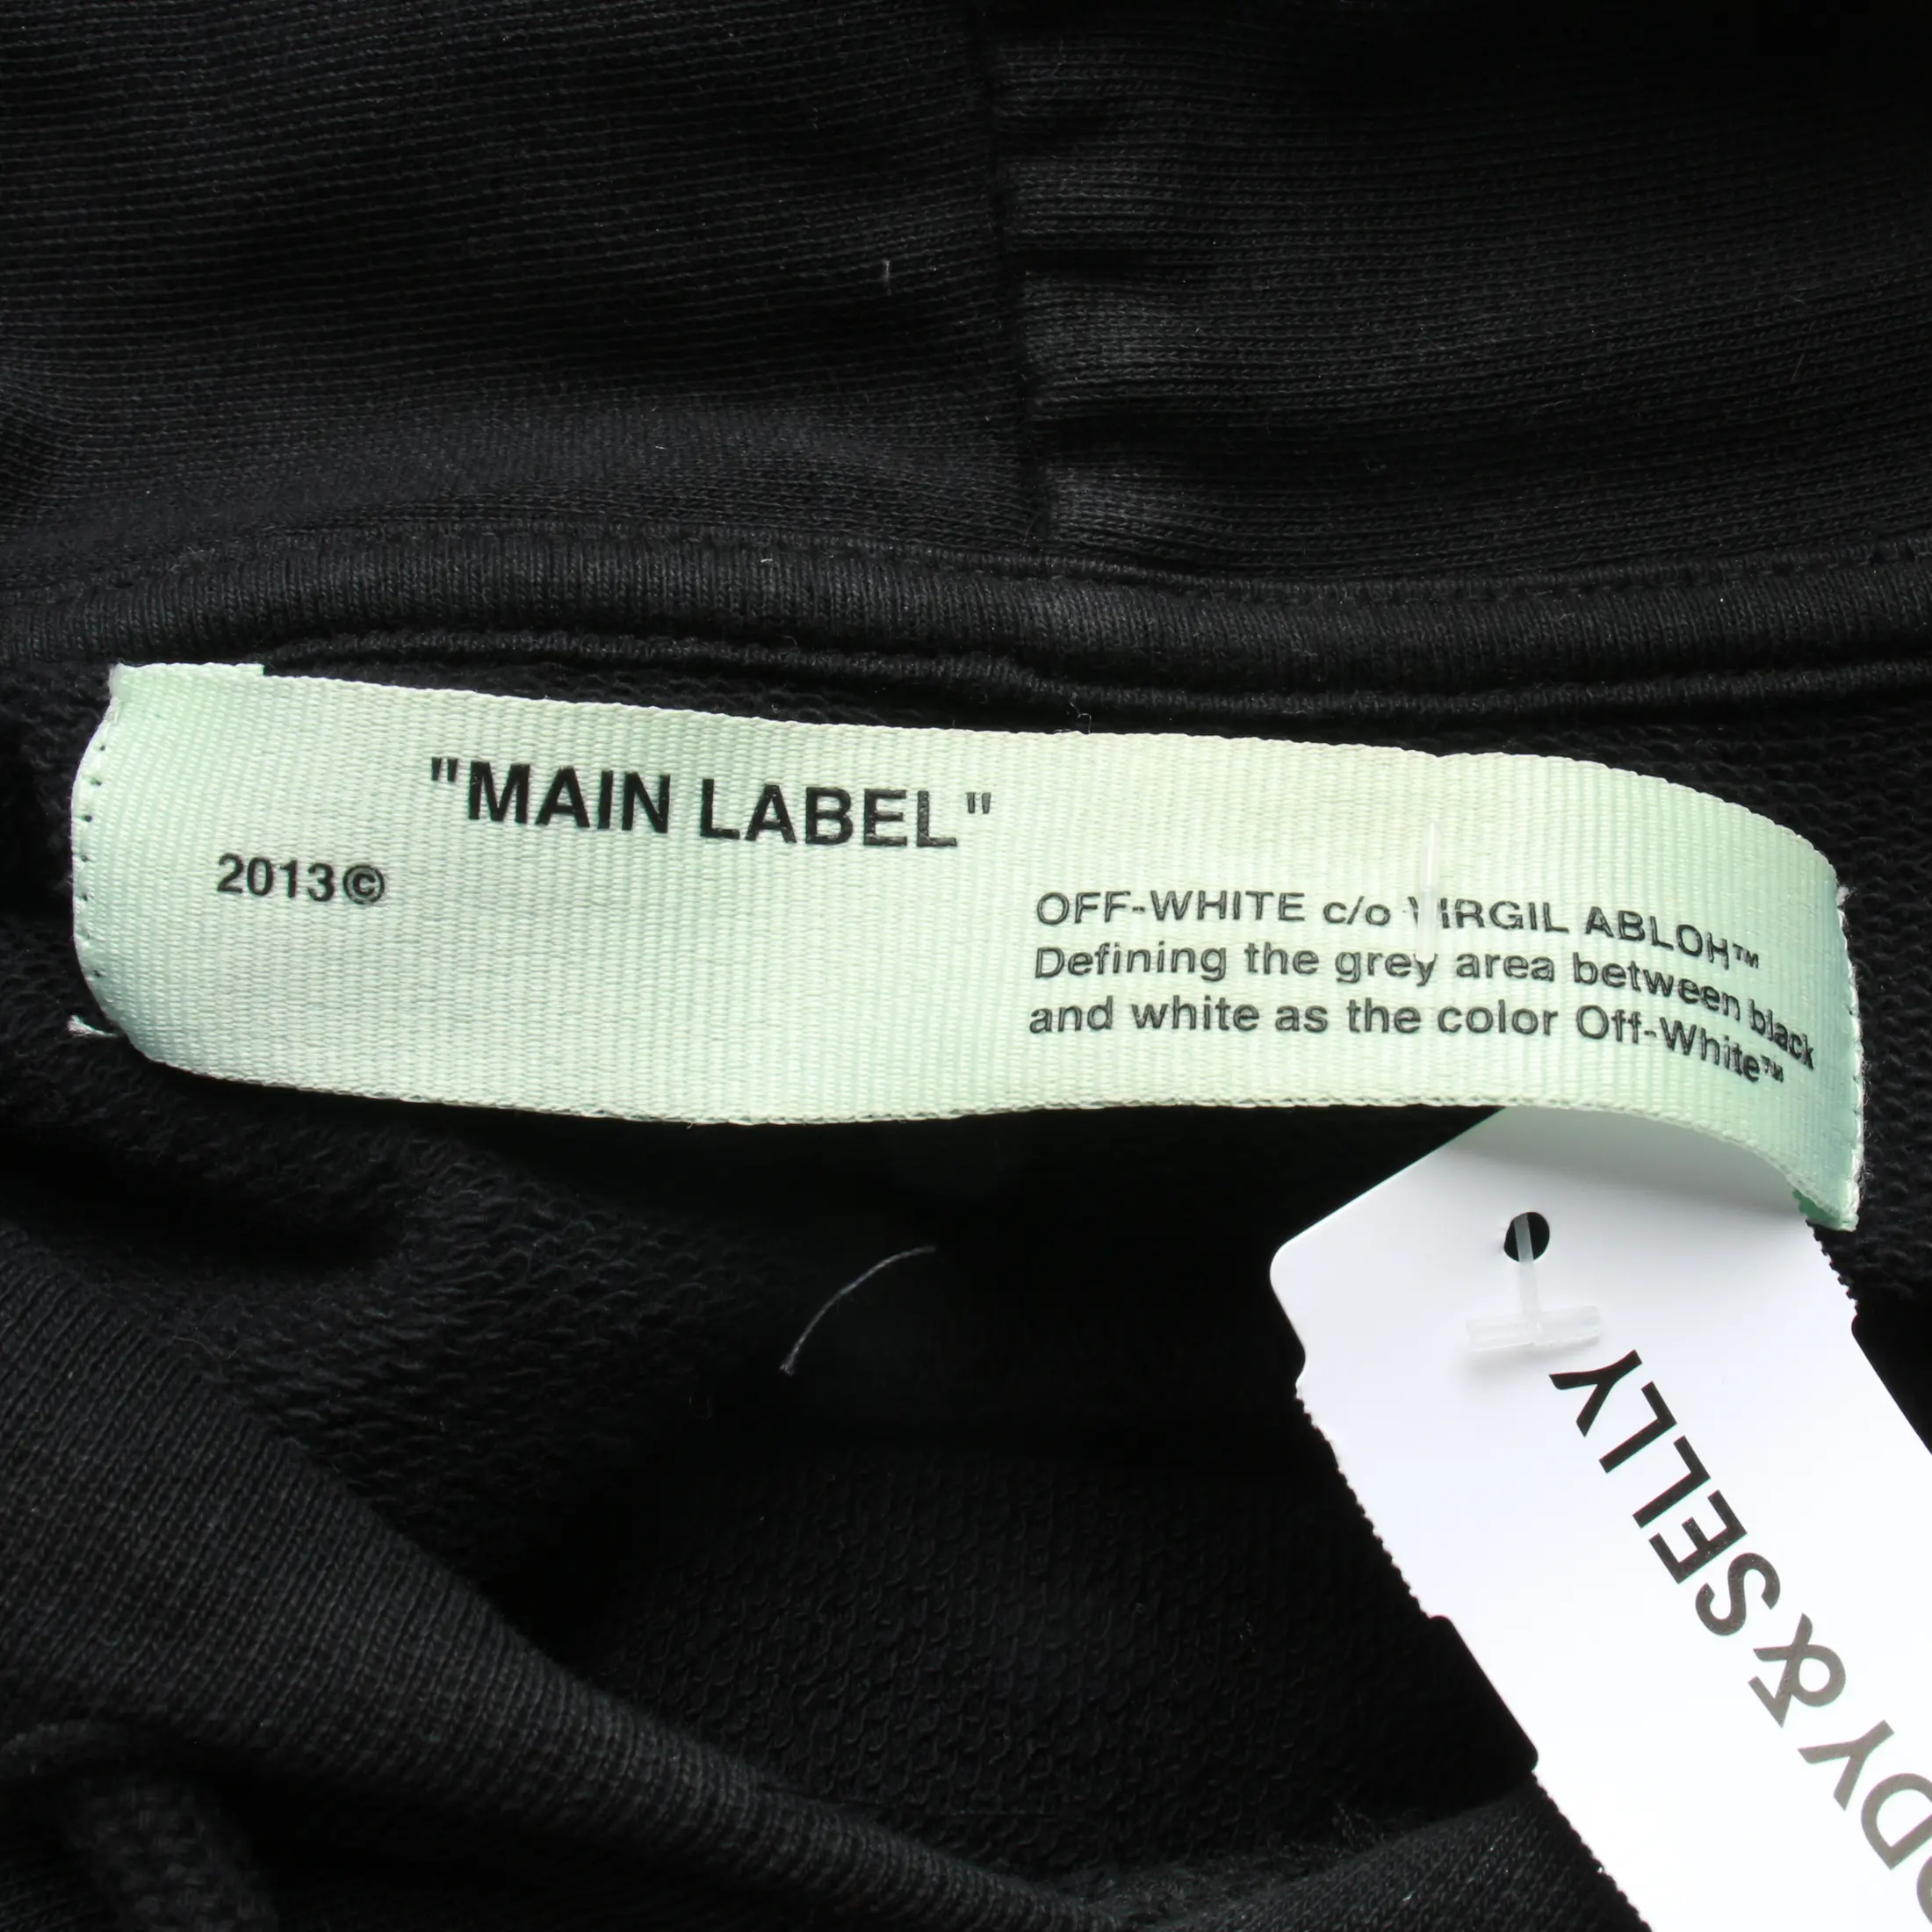 "MAIN LABEL"
2013©
OFF-WHITE c/o VIRGIL ABLOH™
Defining the grey area between black
and white as the color Off-White™
DY&SELLY